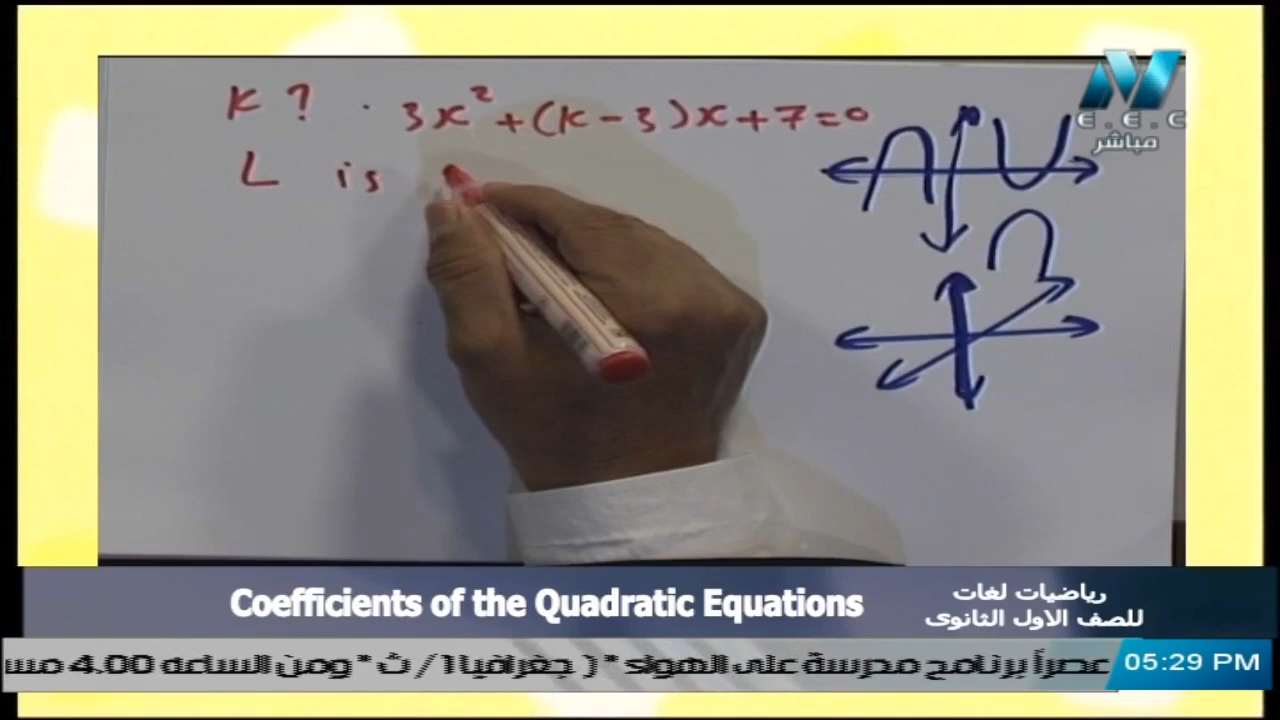 K? . 3x² + (k - 3)x + 7 = 0
L is
E.E.C
مباشر
Coefficients of the Quadratic Equations
رياضيات لغات
للصف الاول الثانوى
عصراً برنامج مدرسة على الهواء * ( جغرافيا 1 / ث * ومن الساعه 4.00 مس
05:29 PM